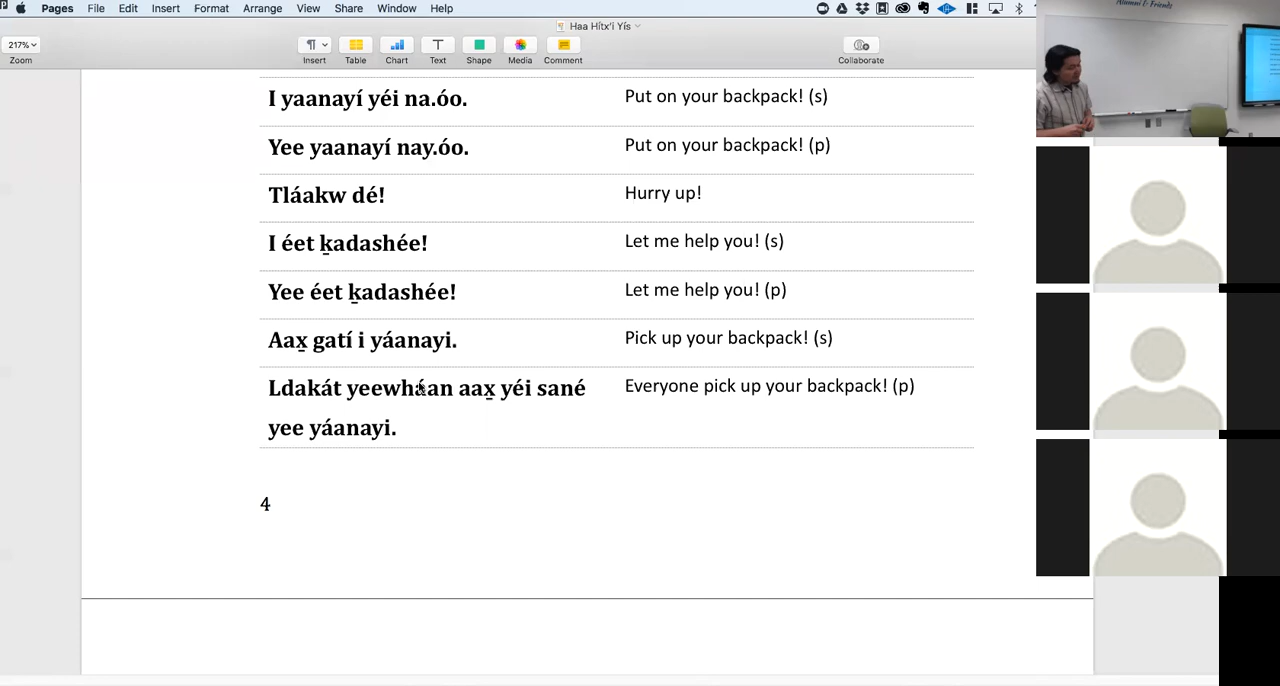 Pages File Edit Insert Format Arrange View Share Window Help
Haa Hítx'i Yís
217%
Zoom
Insert Table Chart Text Shape Media Comment Collaborate
Alumni & Friends
I yaanayí yéi na.óo. Put on your backpack! (s)
Yee yaanayí nay.óo. Put on your backpack! (p)
Tláakw dé! Hurry up!
I éet ḵadashée! Let me help you! (s)
Yee éet ḵadashée! Let me help you! (p)
Aax̱ gatí i yáanayi. Pick up your backpack! (s)
Ldakát yeewháan aax̱ yéi sané Everyone pick up your backpack! (p)
yee yáanayi.
4